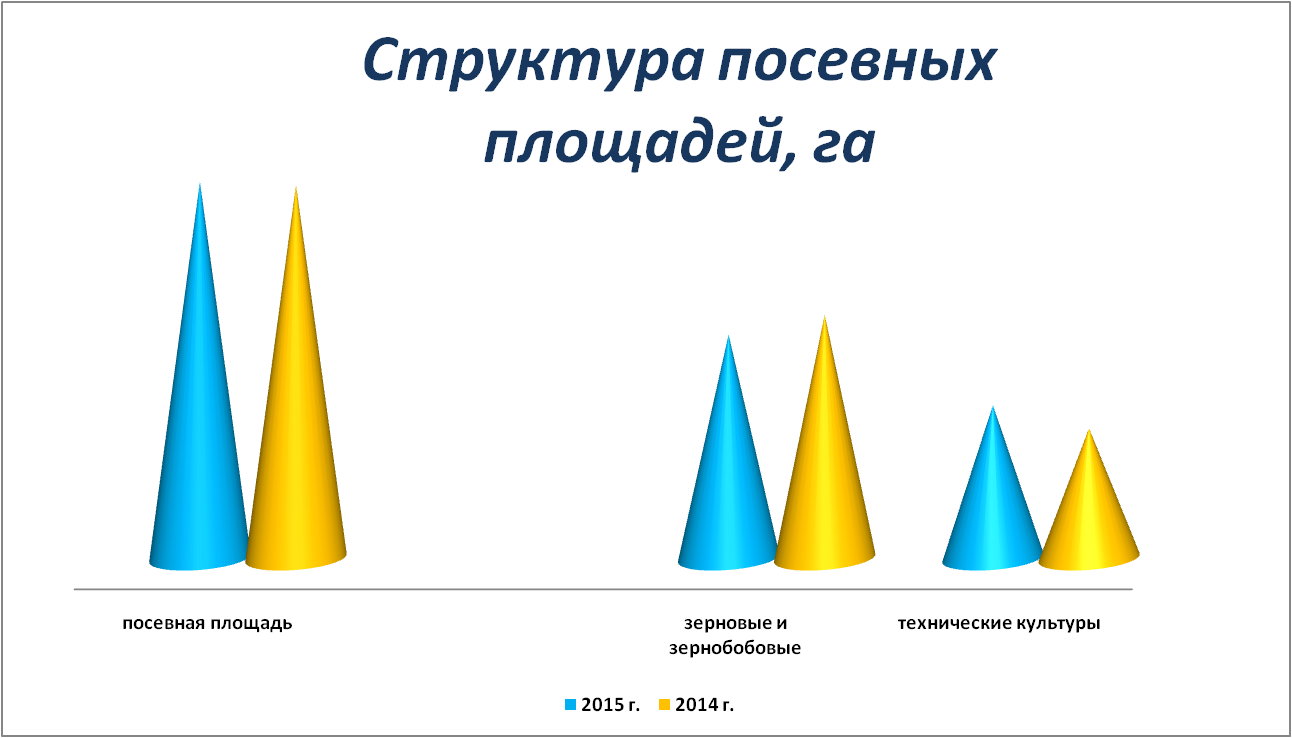 Структура посевных
площадей, га
посевная площадь
зерновые и
зернобобовые
технические культуры
2015 г.
2014 г.